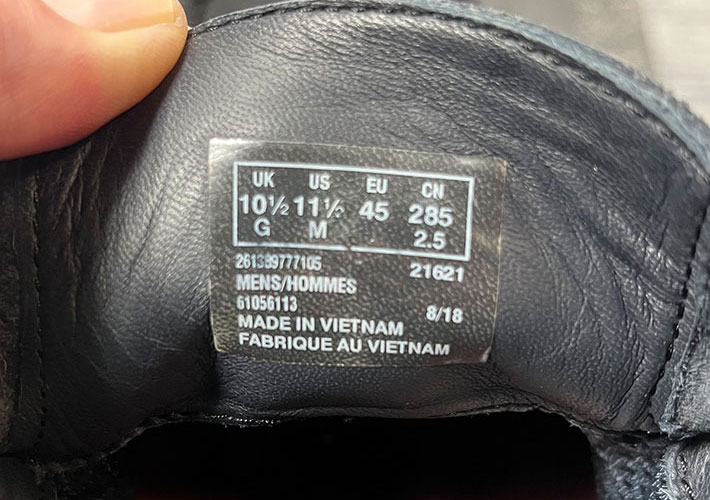 UK US EU CN
10½ 11½ 45 285
G M 2.5
261389777105 21621
MENS/HOMMES
61056113 8/18
MADE IN VIETNAM
FABRIQUE AU VIETNAM